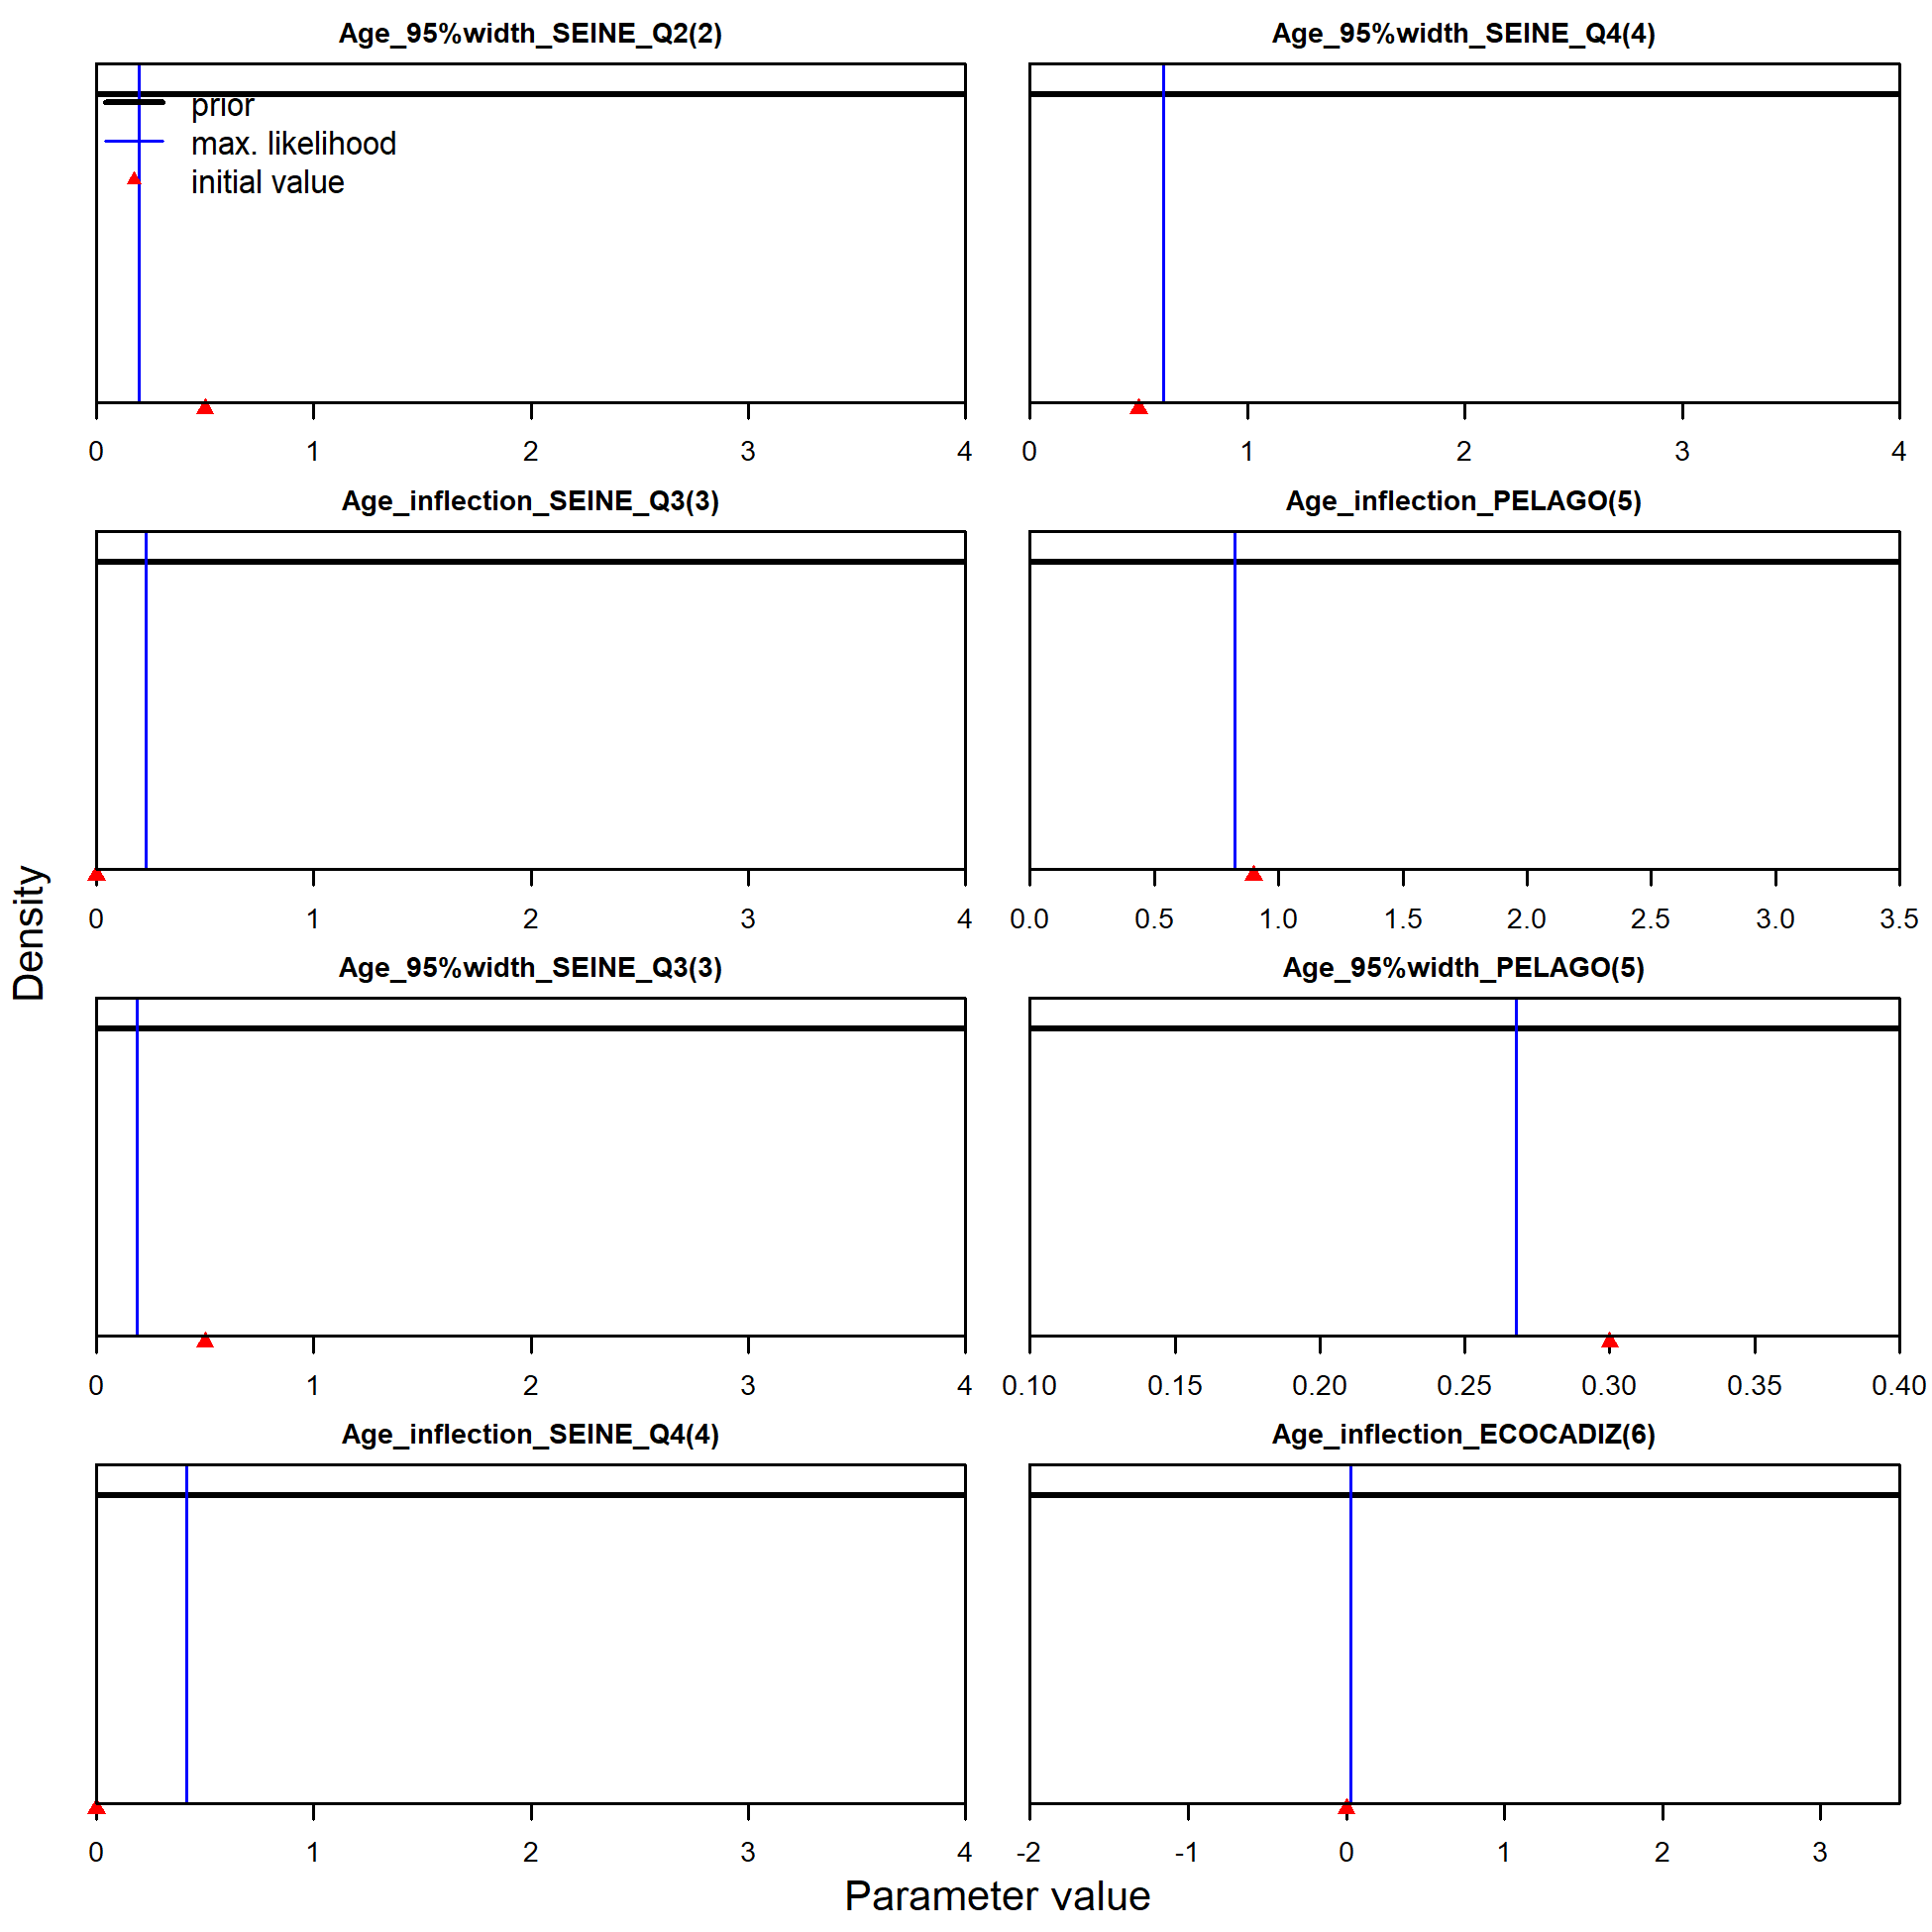 Age_95%width_SEINE_Q2(2)
prior
max. likelihood
initial value
0 1 2 3 4
Age_95%width_SEINE_Q4(4)
0 1 2 3 4
Age_inflection_SEINE_Q3(3)
0 1 2 3 4
Age_inflection_PELAGO(5)
0.0 0.5 1.0 1.5 2.0 2.5 3.0 3.5
Density
Age_95%width_SEINE_Q3(3)
0 1 2 3 4
Age_95%width_PELAGO(5)
0.10 0.15 0.20 0.25 0.30 0.35 0.40
Age_inflection_SEINE_Q4(4)
0 1 2 3 4
Age_inflection_ECOCADIZ(6)
-2 -1 0 1 2 3
Parameter value